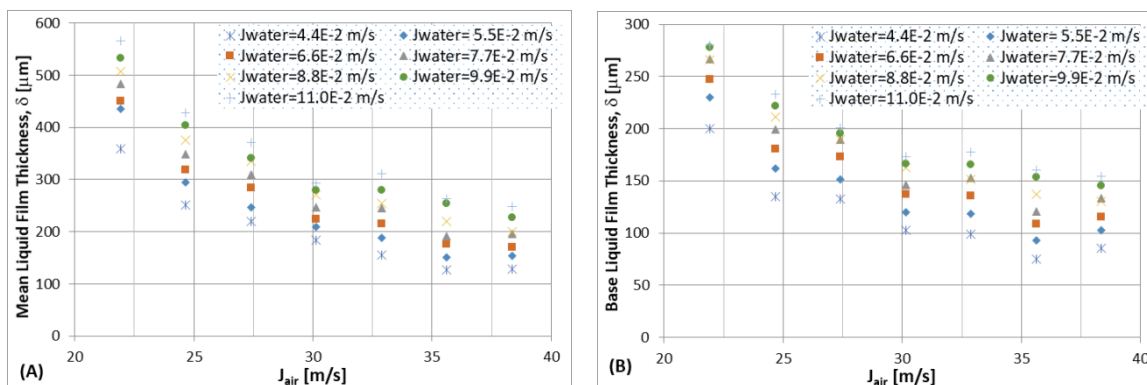 600
500
400
300
200
100
0
Mean Liquid Film Thickness, δ [μm]
Jwater=4.4E-2 m/s
Jwater= 5.5E-2 m/s
Jwater=6.6E-2 m/s
Jwater=7.7E-2 m/s
Jwater=8.8E-2 m/s
Jwater=9.9E-2 m/s
Jwater=11.0E-2 m/s
20 25 30 35 40
(A)
Jair [m/s]
300
250
200
150
100
50
0
Base Liquid Film Thickness, δ [μm]
Jwater=4.4E-2 m/s
Jwater= 5.5E-2 m/s
Jwater=6.6E-2 m/s
Jwater=7.7E-2 m/s
Jwater=8.8E-2 m/s
Jwater=9.9E-2 m/s
Jwater=11.0E-2 m/s
20 25 30 35 40
(B)
Jair [m/s]